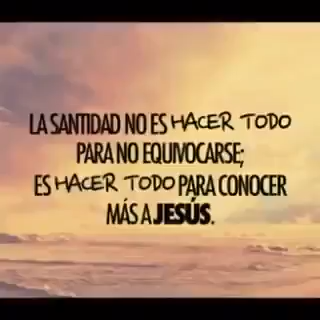 LA SANTIDAD NO ES HACER TODO
PARA NO EQUIVOCARSE;
ES HACER TODO PARA CONOCER
MÁS A JESÚS.